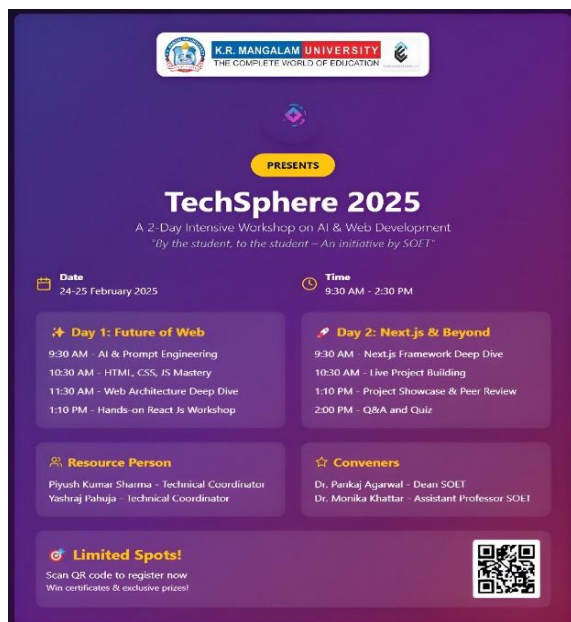 K.R. MANGALAM UNIVERSITY
THE COMPLETE WORLD OF EDUCATION
PRESENTS
TechSphere 2025
A 2-Day Intensive Workshop on AI & Web Development
"By the student, to the student – An initiative by SOET"
Date
24-25 February 2025
Time
9:30 AM - 2:30 PM
Day 1: Future of Web
9:30 AM - AI & Prompt Engineering
10:30 AM - HTML, CSS, JS Mastery
11:30 AM - Web Architecture Deep Dive
1:10 PM - Hands-on React Js Workshop
Day 2: Next.js & Beyond
9:30 AM - Next.js Framework Deep Dive
10:30 AM - Live Project Building
1:10 PM - Project Showcase & Peer Review
2:00 PM - Q&A and Quiz
Resource Person
Piyush Kumar Sharma - Technical Coordinator
Yashraj Pahuja - Technical Coordinator
Conveners
Dr. Pankaj Agarwal - Dean SOET
Dr. Monika Khattar - Assistant Professor SOET
Limited Spots!
Scan QR code to register now
Win certificates & exclusive prizes!